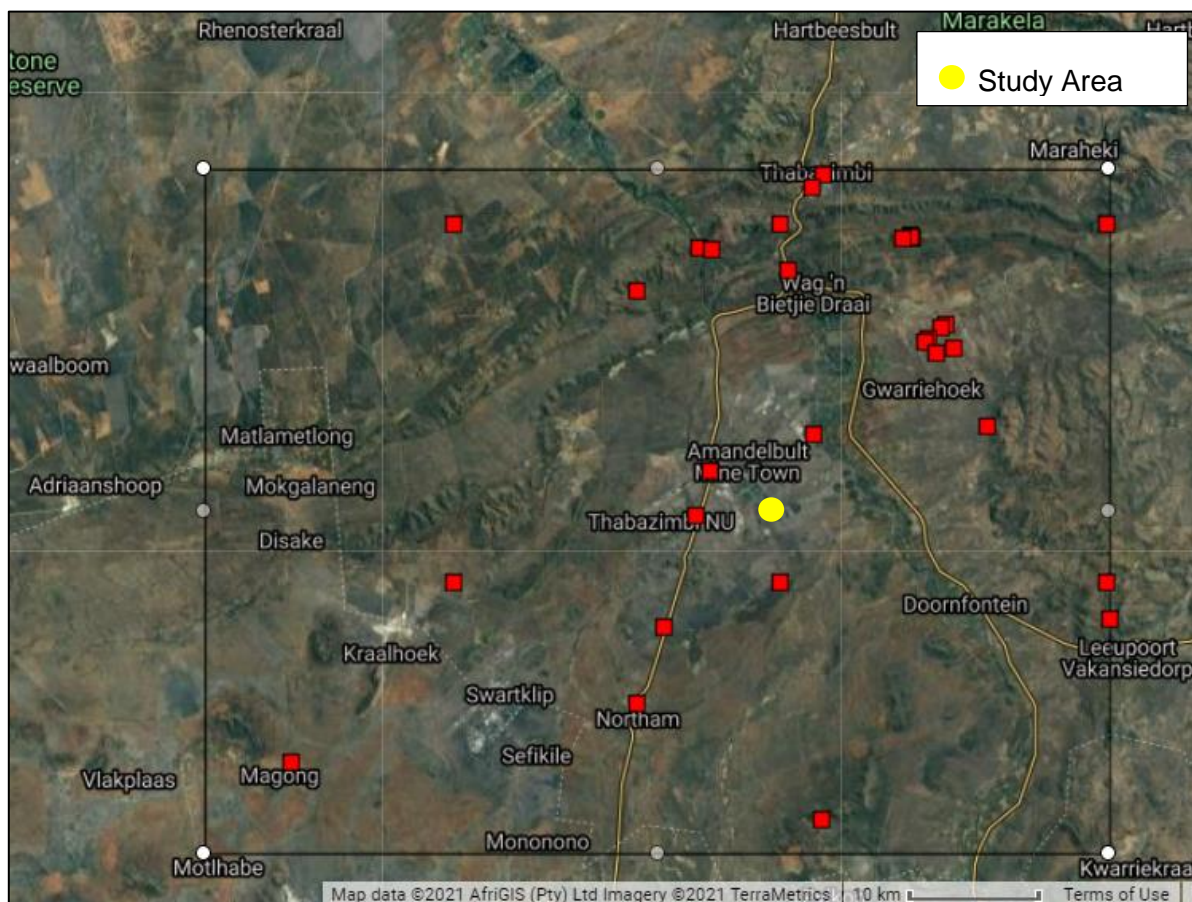 Rhenosterkraal
Hartbeesbult
Marakela
tone
eserve
Study Area
Maraheki
Thabazimbi
Wag 'n
Bietjie Draai
waalboom
Gwarriehoek
Matlametlong
Amandelbult
Mine Town
Adriaanshoop
Mokgalaneng
Thabazimbi NU
Disake
Doornfontein
Kraalhoek
Leeupoort
Vakansiedorp
Swartklip
Northam
Sefikile
Vlakplaas
Magong
Mononono
Motlhabe
Kwarriekraa
Map data ©2021 AfriGIS (Pty) Ltd Imagery ©2021 TerraMetrics
10 km
Terms of Use